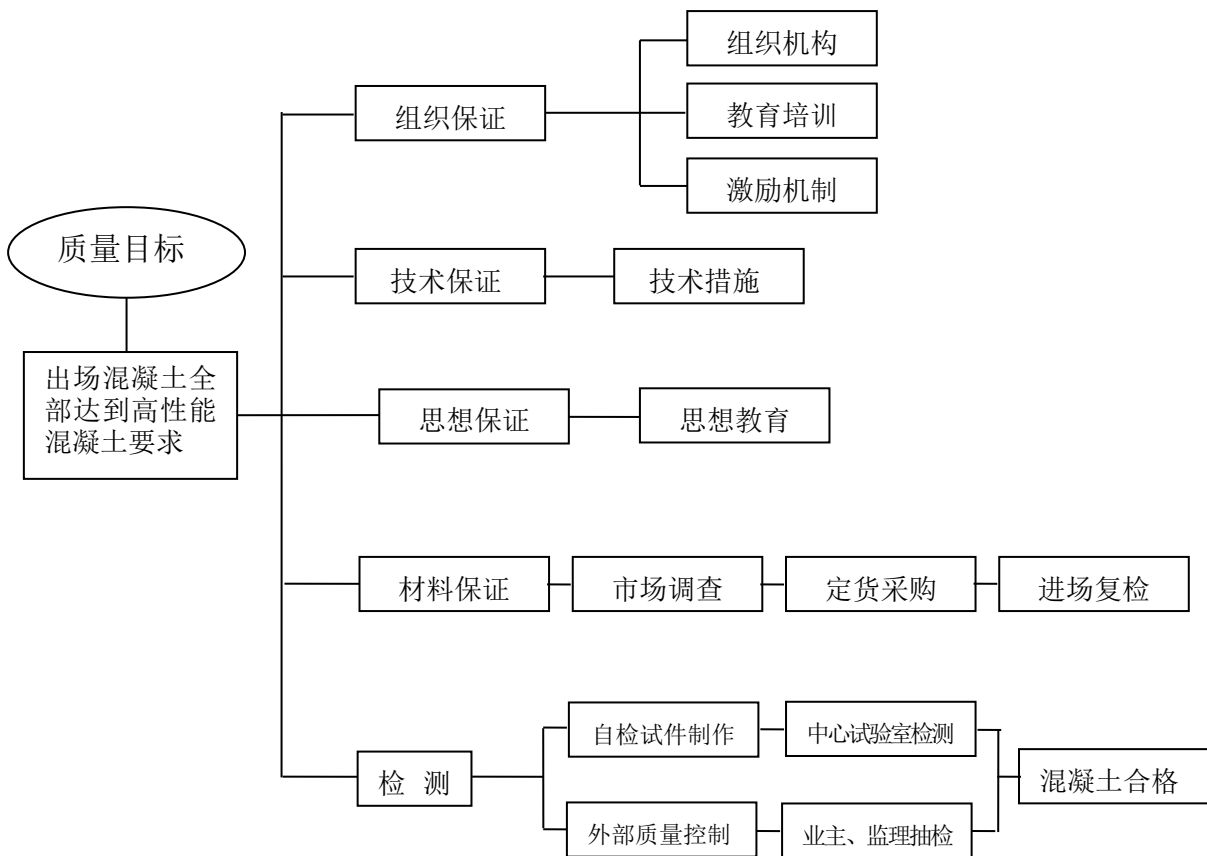 组织机构
组织保证
教育培训
激励机制
质量目标
技术保证
技术措施
出场混凝土全
部达到高性能
混凝土要求
思想保证
思想教育
材料保证
市场调查
定货采购
进场复检
自检试件制作
中心试验室检测
检 测
混凝土合格
外部质量控制
业主、监理抽检